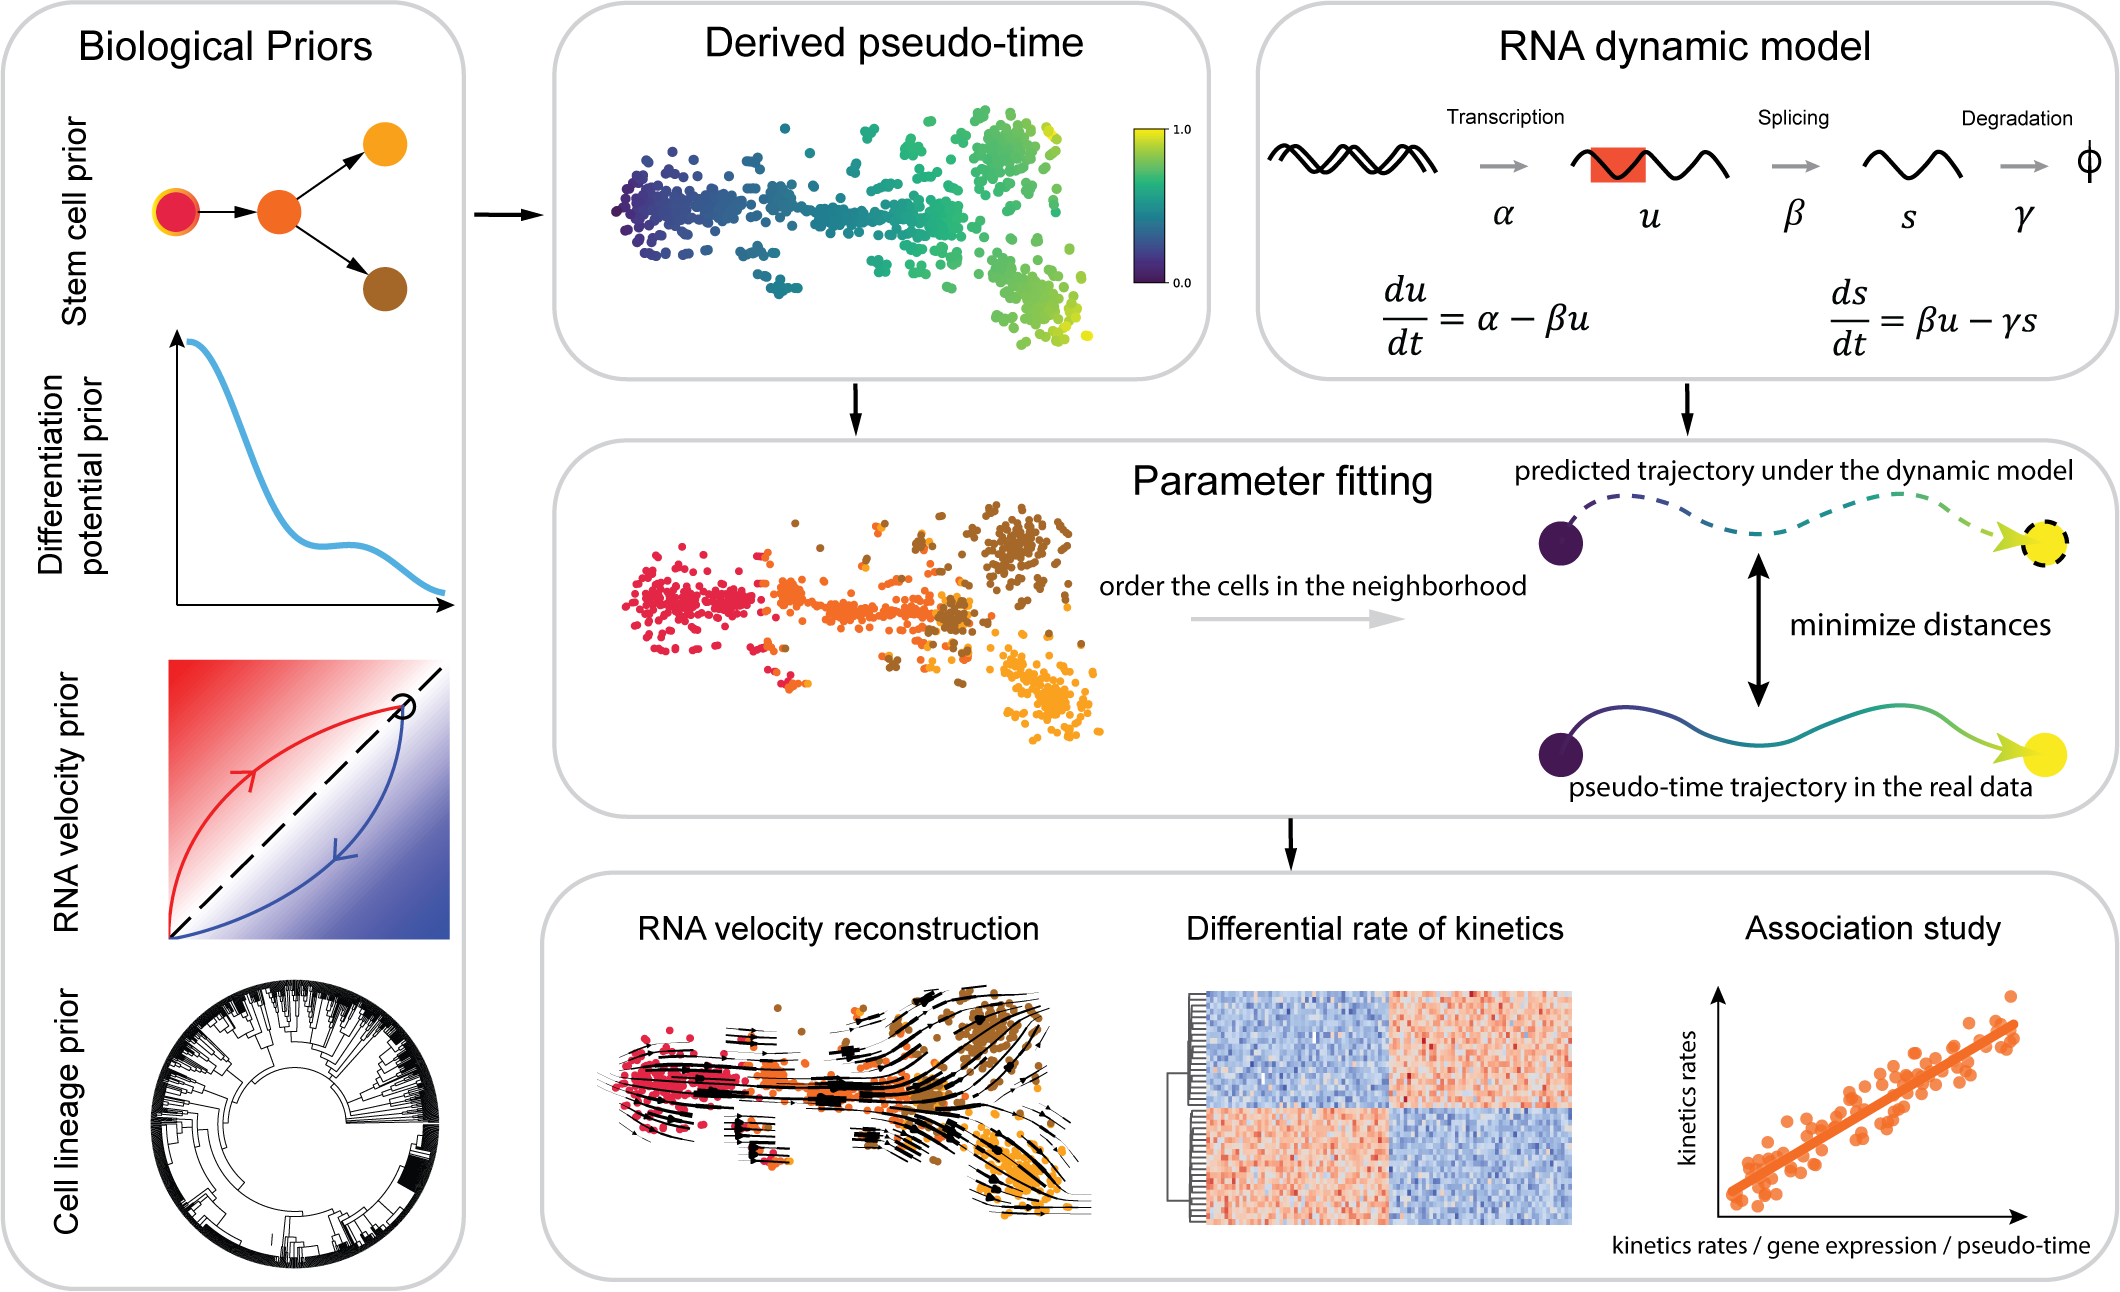 Biological Priors
Stem cell prior
Differentiation
potential prior
RNA velocity prior
Cell lineage prior
Derived pseudo-time
1.0
0.0
RNA dynamic model
Transcription
Splicing
Degradation
ϕ
α
u
β
s
γ
du/dt = α − βu
ds/dt = βu − γs
Parameter fitting
order the cells in the neighborhood
predicted trajectory under the dynamic model
minimize distances
pseudo-time trajectory in the real data
RNA velocity reconstruction
Differential rate of kinetics
Association study
kinetics rates
kinetics rates / gene expression / pseudo-time